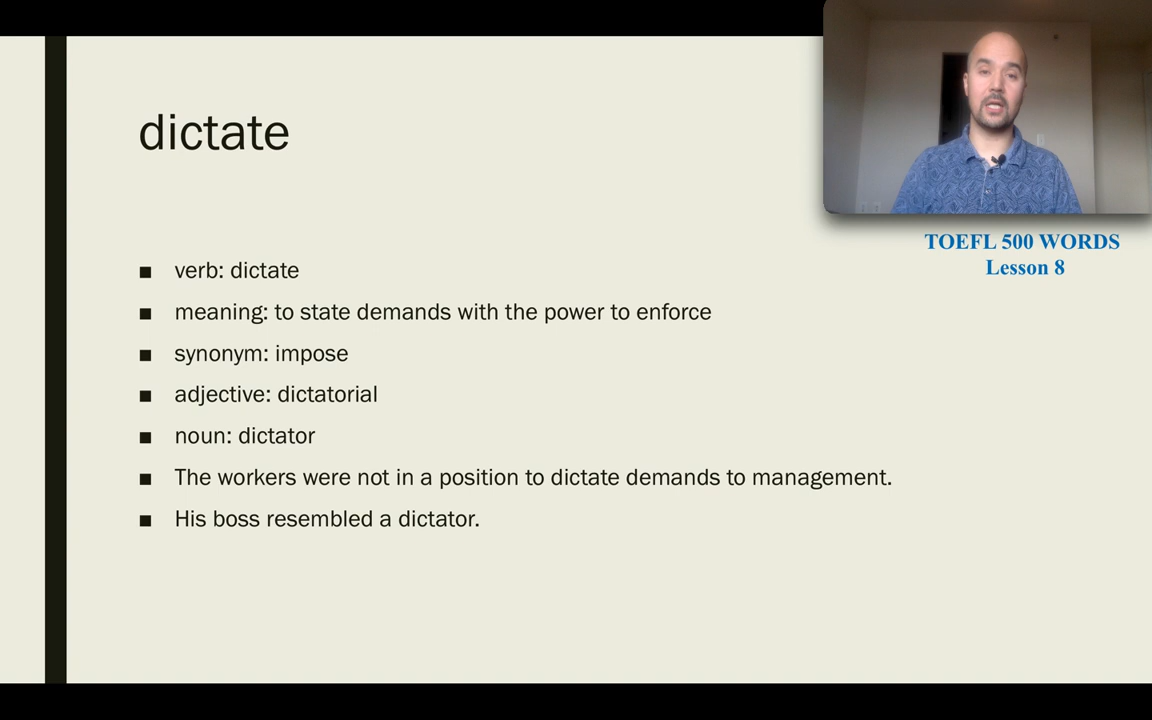 dictate
TOEFL 500 WORDS
Lesson 8
verb: dictate
meaning: to state demands with the power to enforce
synonym: impose
adjective: dictatorial
noun: dictator
The workers were not in a position to dictate demands to management.
His boss resembled a dictator.